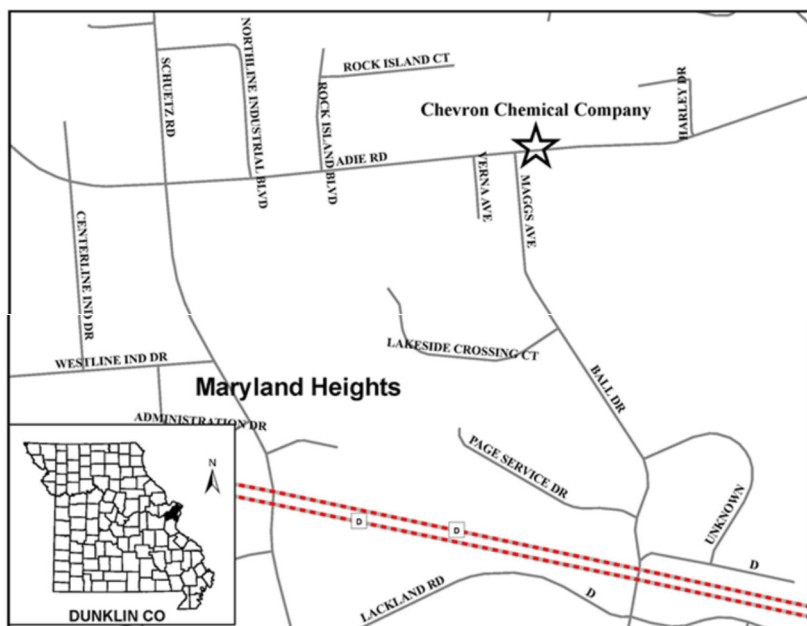 ROCK ISLAND CT
SCHUETZ RD
NORTHLINE INDUSTRIAL BLVD
ROCK ISLAND BLVD
HARLEY DR
Chevron Chemical Company
ADIE RD
VERNA AVE
MAGGS AVE
CENTERLINE IND DR
LAKESIDE CROSSING CT
WESTLINE IND DR
BALL DR
Maryland Heights
ADMINISTRATION DR
PAGE SERVICE DR
N
UNKNOWN
D
D
D
LACKLAND RD
D
DUNKLIN CO